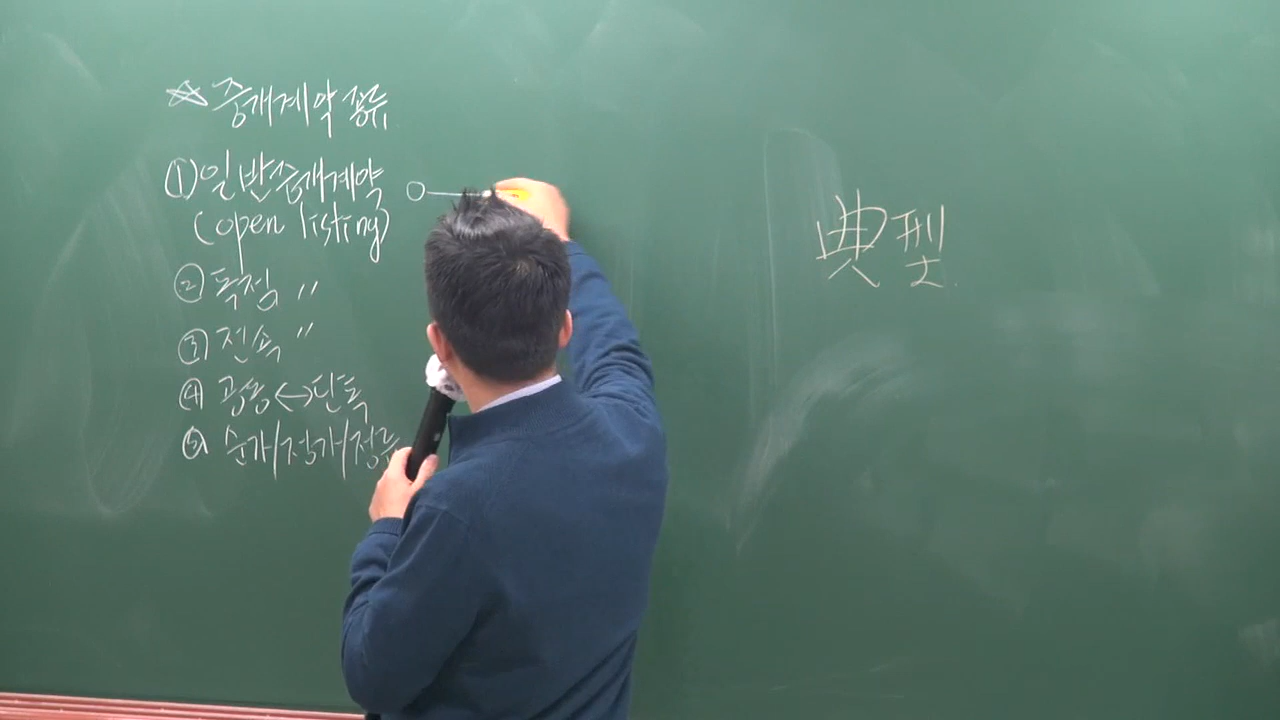 ☆ 중개계약 종류
① 일반중개계약
(open listing)
② 독점 〃
③ 전속 〃
④ 공동↔단독
⑤ 순가/정가/정률
典型